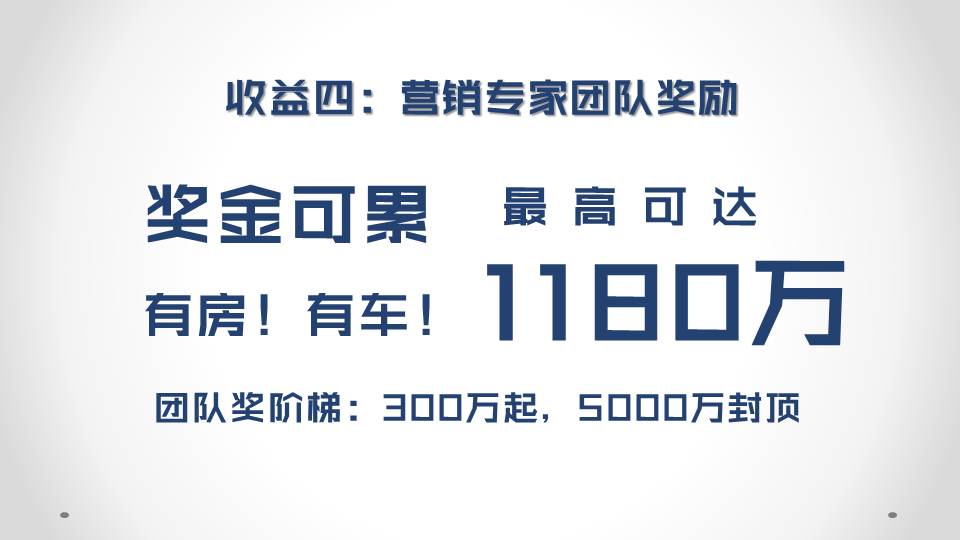 收益四：营销专家团队奖励
奖金可累
有房！有车！
最高可达
1180万
团队奖阶梯：300万起，5000万封顶